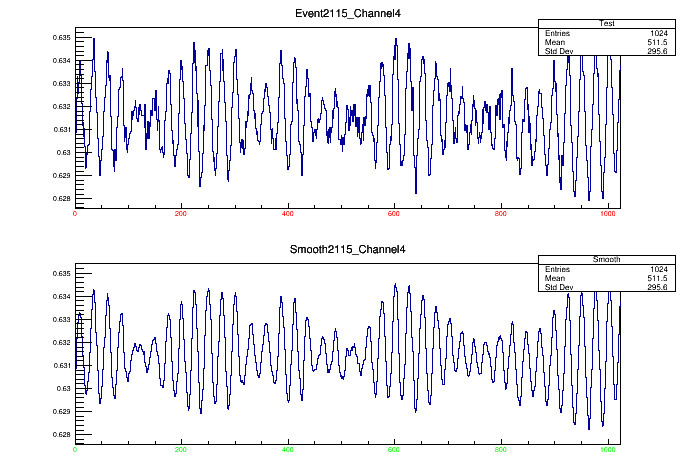 Event2115_Channel4
Test
Entries 1024
Mean 511.5
Std Dev 295.6
0.635
0.634
0.633
0.632
0.631
0.63
0.629
0.628
0 200 400 600 800 1000
Smooth2115_Channel4
Smooth
Entries 1024
Mean 511.5
Std Dev 295.6
0.635
0.634
0.633
0.632
0.631
0.63
0.629
0.628
0 200 400 600 800 1000